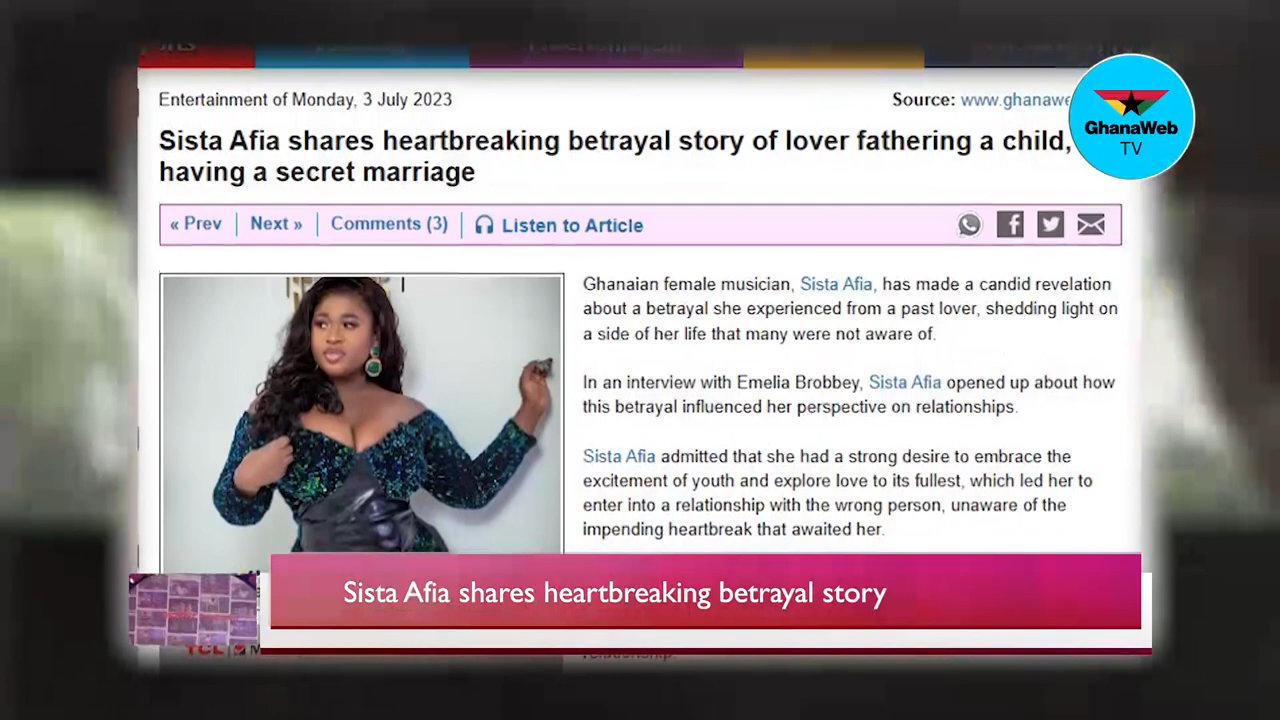 Entertainment of Monday, 3 July 2023
Source: www.ghanawe
GhanaWeb
TV
Sista Afia shares heartbreaking betrayal story of lover fathering a child,
having a secret marriage
« Prev
Next »
Comments (3)
Listen to Article
Ghanaian female musician, Sista Afia, has made a candid revelation
about a betrayal she experienced from a past lover, shedding light on
a side of her life that many were not aware of.
In an interview with Emelia Brobbey, Sista Afia opened up about how
this betrayal influenced her perspective on relationships.
Sista Afia admitted that she had a strong desire to embrace the
excitement of youth and explore love to its fullest, which led her to
enter into a relationship with the wrong person, unaware of the
impending heartbreak that awaited her.
Sista Afia shares heartbreaking betrayal story
TCL